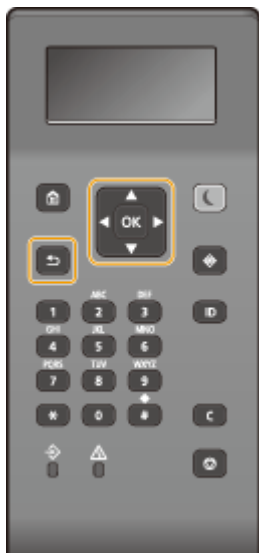 OK
ABC DEF
1 2 3 ID
GHI JKL MNO
4 5 6
PQRS TUV WXYZ
7 8 9
* 0 # C